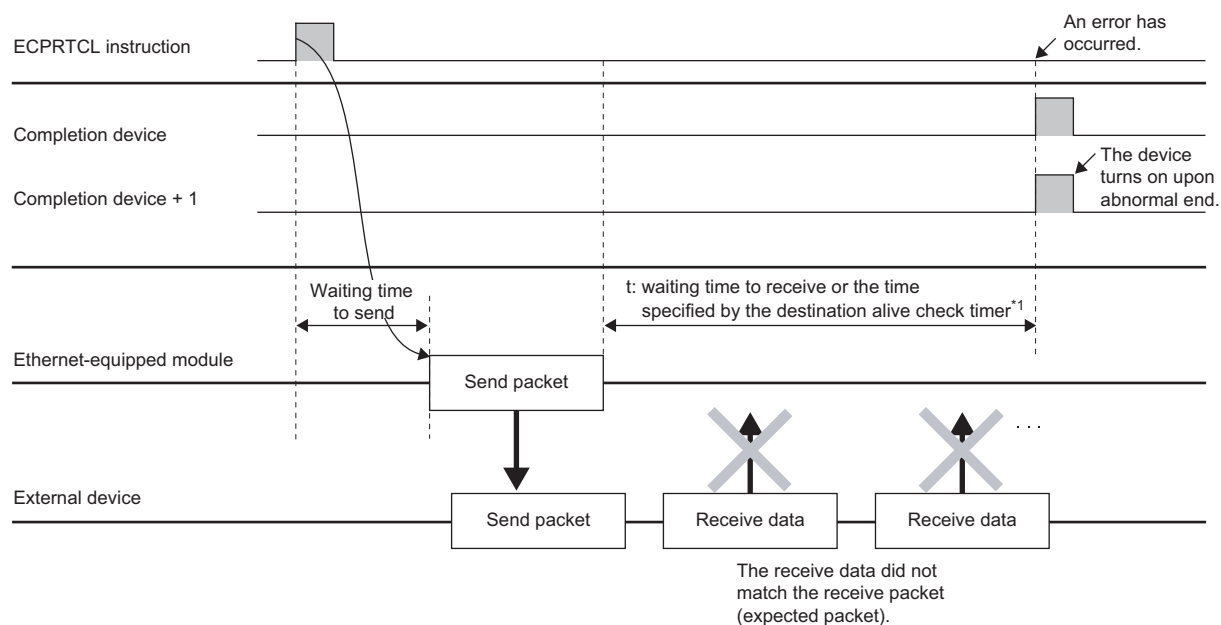 ECPRTCL instruction
An error has
occurred.
Completion device
Completion device + 1
The device
turns on upon
abnormal end.
Waiting time
to send
t: waiting time to receive or the time
specified by the destination alive check timer*1
Ethernet-equipped module
Send packet
. . .
External device
Send packet
Receive data
Receive data
The receive data did not
match the receive packet
(expected packet).